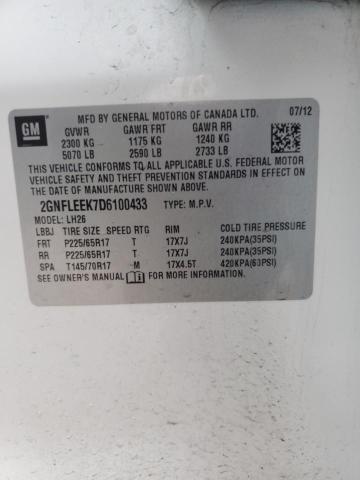 GM
MFD BY GENERAL MOTORS OF CANADA LTD. 07/12
GVWR GAWR FRT GAWR RR
2300 KG 1175 KG 1240 KG
5070 LB 2590 LB 2733 LB
THIS VEHICLE CONFORMS TO ALL APPLICABLE U.S. FEDERAL MOTOR
VEHICLE SAFETY, BUMPER, AND THEFT PREVENTION STANDARDS IN
EFFECT ON THE DATE OF MANUFACTURE SHOWN ABOVE.
2GNFLEEK7D6100433 TYPE: M.P.V.
MODEL: LH26
LBBJ TIRE SIZE SPEED RTG RIM COLD TIRE PRESSURE
FRT P225/65R17 T 17X7J 240KPA(35PSI)
RR P225/65R17 T 17X7J 240KPA(35PSI)
SPA T145/70R17 M 17X4.5T 420KPA(60PSI)
SEE OWNER'S MANUAL FOR MORE INFORMATION.